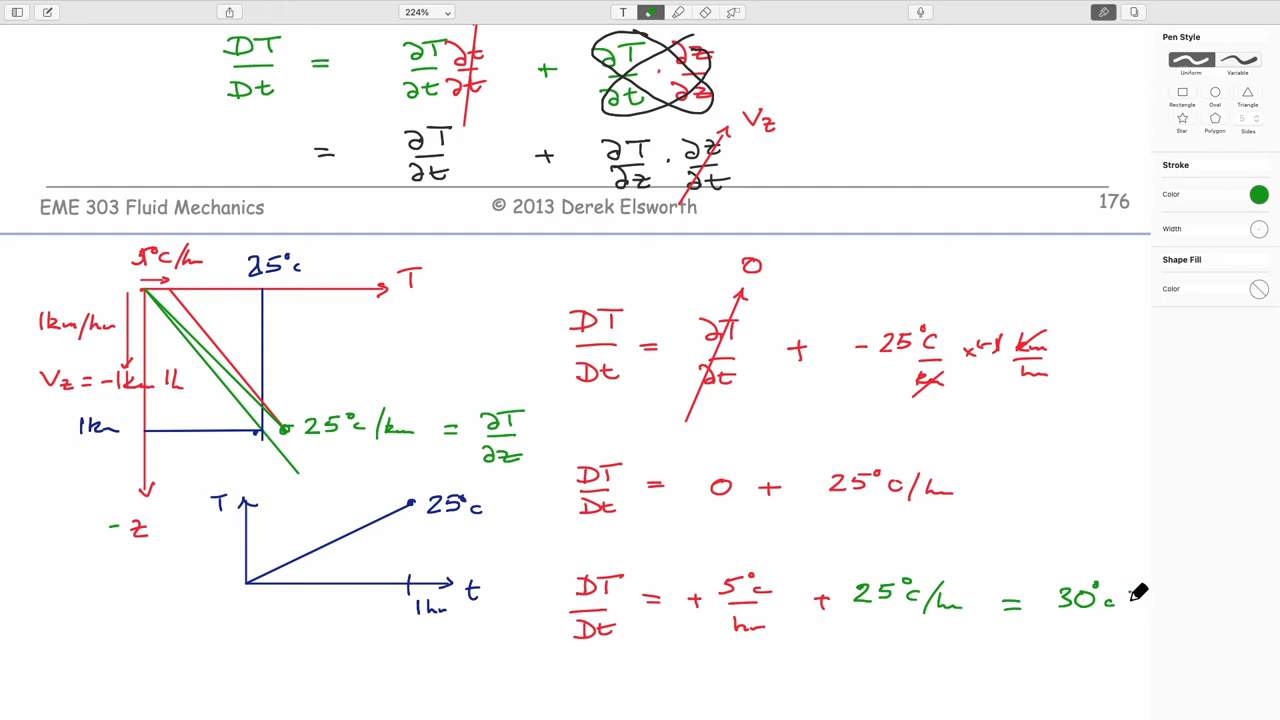 224%
T
Pen Style
Uniform Variable
Rectangle Oval Triangle
Star Polygon 5 Sides
Stroke
Color
Width
Shape Fill
Color
DT/Dt = ∂T/∂t ∂t/∂t + ∂T/∂t · ∂z/∂z
= ∂T/∂t + ∂T/∂z · ∂z/∂t Vz
EME 303 Fluid Mechanics © 2013 Derek Elsworth 176
5°C/hr 25°C T
1km/hr
Vz = -1km/h
1km 25°C/km = ∂T/∂z
-z
T 25°C
t
1hr
DT/Dt = ∂T/∂t 0 + -25°C/km x -1 km/hr
DT/Dt = 0 + 25°C/hr
DT/Dt = + 5°C/hr + 25°C/hr = 30°C